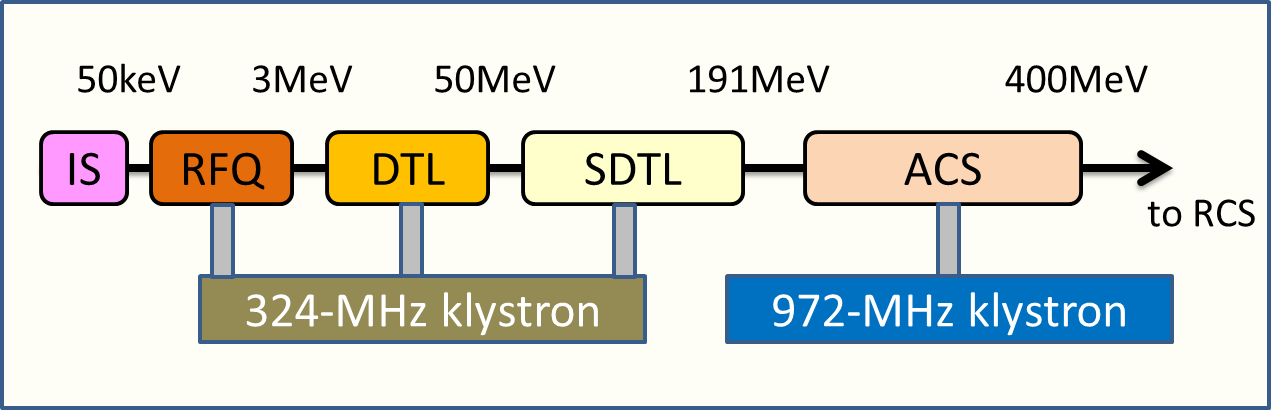 50keV 3MeV 50MeV 191MeV 400MeV
IS RFQ DTL SDTL ACS
to RCS
324-MHz klystron 972-MHz klystron